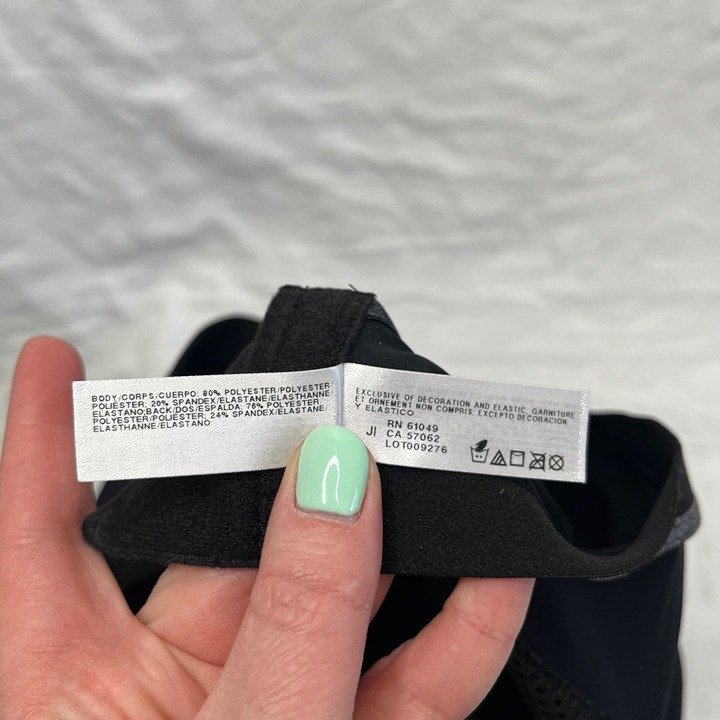 BODY/CORPS/CUERPO: 80% POLYESTER/POLYESTER/
POLIÉSTER; 20% SPANDEX/ELASTANE/ELASTHANNE/
ELASTANO;BACK/DOS/ESPALDA: 76% POLYESTER/
POLYESTER/POLIÉSTER; 24% SPANDEX/ELASTANE/
ELASTHANNE/ELASTANO
EXCLUSIVE OF DECORATION AND ELASTIC, GARNITURE
ET ORNEMENT NON COMPRIS, EXCEPTO DECORACION
Y ELASTICO
RN 61049
JI CA 57062
LOT009276